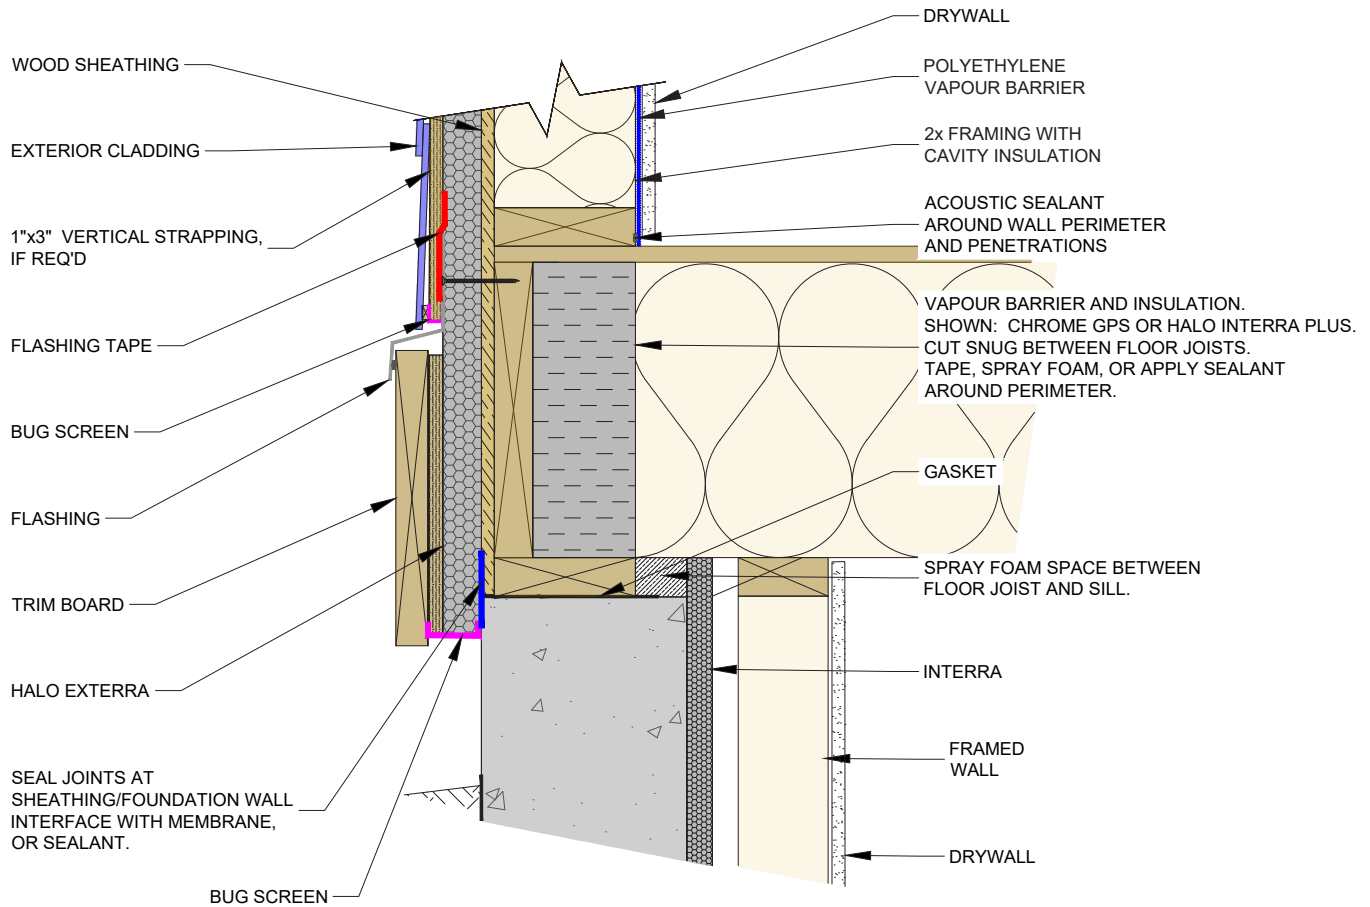 WOOD SHEATHING
EXTERIOR CLADDING
1"x3"  VERTICAL STRAPPING,
IF REQ'D
FLASHING TAPE
BUG SCREEN
FLASHING
TRIM BOARD
HALO EXTERRA
SEAL JOINTS AT
SHEATHING/FOUNDATION WALL
INTERFACE WITH MEMBRANE,
OR SEALANT.
BUG SCREEN
DRYWALL
POLYETHYLENE
VAPOUR BARRIER
2x FRAMING WITH
CAVITY INSULATION
ACOUSTIC SEALANT
AROUND WALL PERIMETER
AND PENETRATIONS
VAPOUR BARRIER AND INSULATION.
SHOWN:  CHROME GPS OR HALO INTERRA PLUS.
CUT SNUG BETWEEN FLOOR JOISTS.
TAPE, SPRAY FOAM, OR APPLY SEALANT
AROUND PERIMETER.
GASKET
SPRAY FOAM SPACE BETWEEN
FLOOR JOIST AND SILL.
INTERRA
FRAMED
WALL
DRYWALL